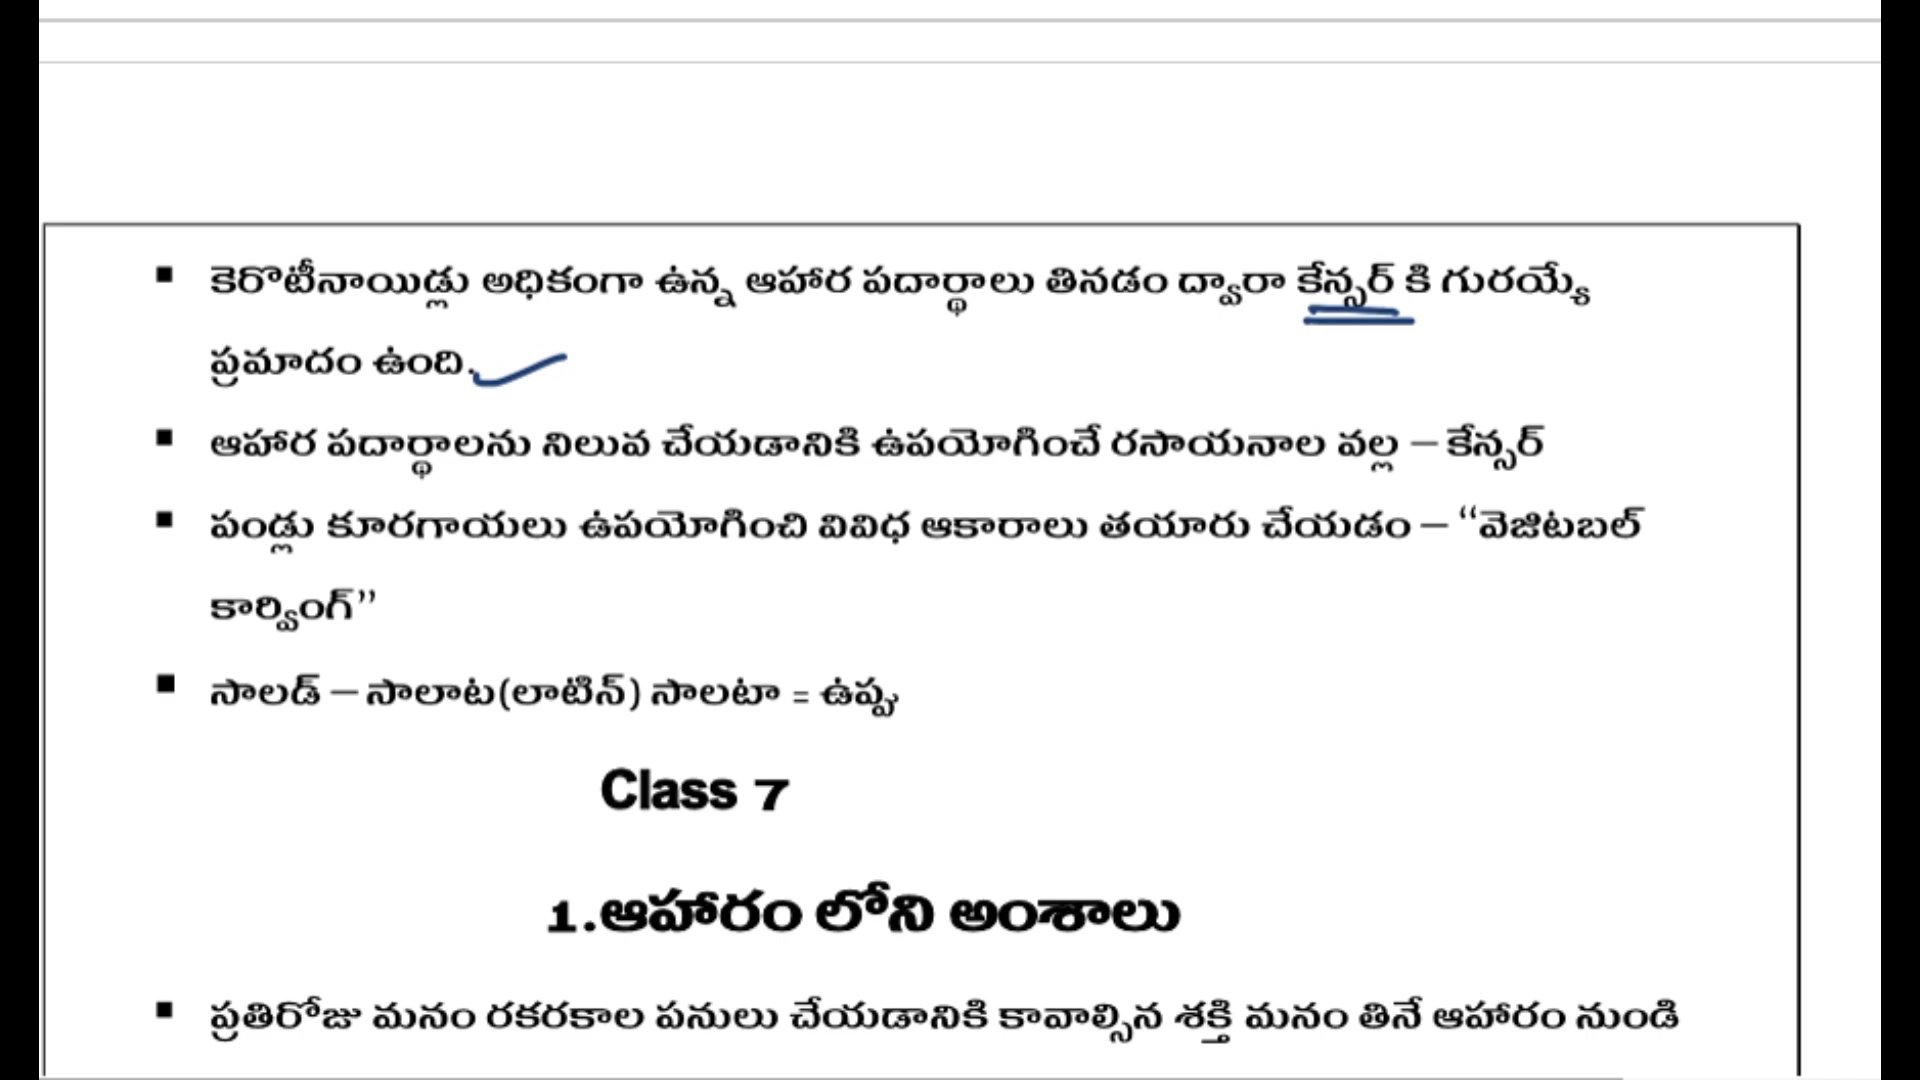 ▪ కెరొటీనాయిడ్లు అధికంగా ఉన్న ఆహార పదార్థాలు తినడం ద్వారా కేన్సర్ కి గురయ్యే
ప్రమాదం ఉంది.
▪ ఆహార పదార్థాలను నిలువ చేయడానికి ఉపయోగించే రసాయనాల వల్ల – కేన్సర్
▪ పండ్లు కూరగాయలు ఉపయోగించి వివిధ ఆకారాలు తయారు చేయడం – “వెజిటబల్
కార్వింగ్”
▪ సాలడ్ – సాలాట(లాటిన్) సాలటా = ఉప్పు
Class 7
1.ఆహారం లోని అంశాలు
▪ ప్రతిరోజు మనం రకరకాల పనులు చేయడానికి కావాల్సిన శక్తి మనం తినే ఆహారం నుండి